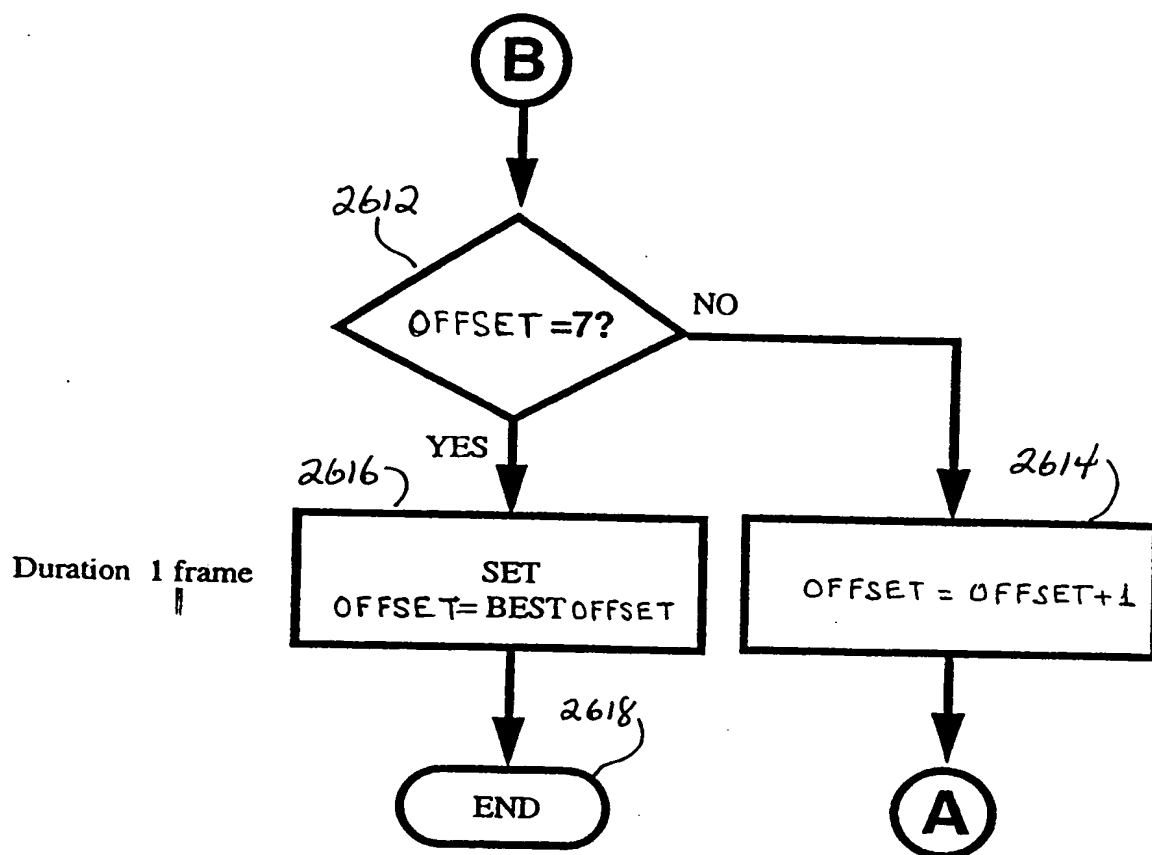 B
2612
OFFSET =7?
NO
YES
2616
2614
Duration 1 frame
SET
OFFSET= BEST OFFSET
OFFSET = OFFSET+1
2618
END
A